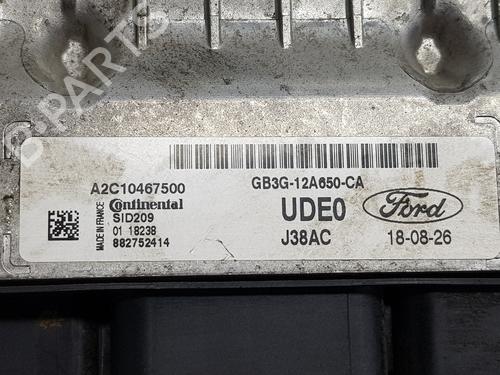 A2C10467500
GB3G-12A650-CA
MADE IN FRANCE
Continental
SID209
01 18238
882752414
UDE0
J38AC
Ford
18-08-26
B-PARTS